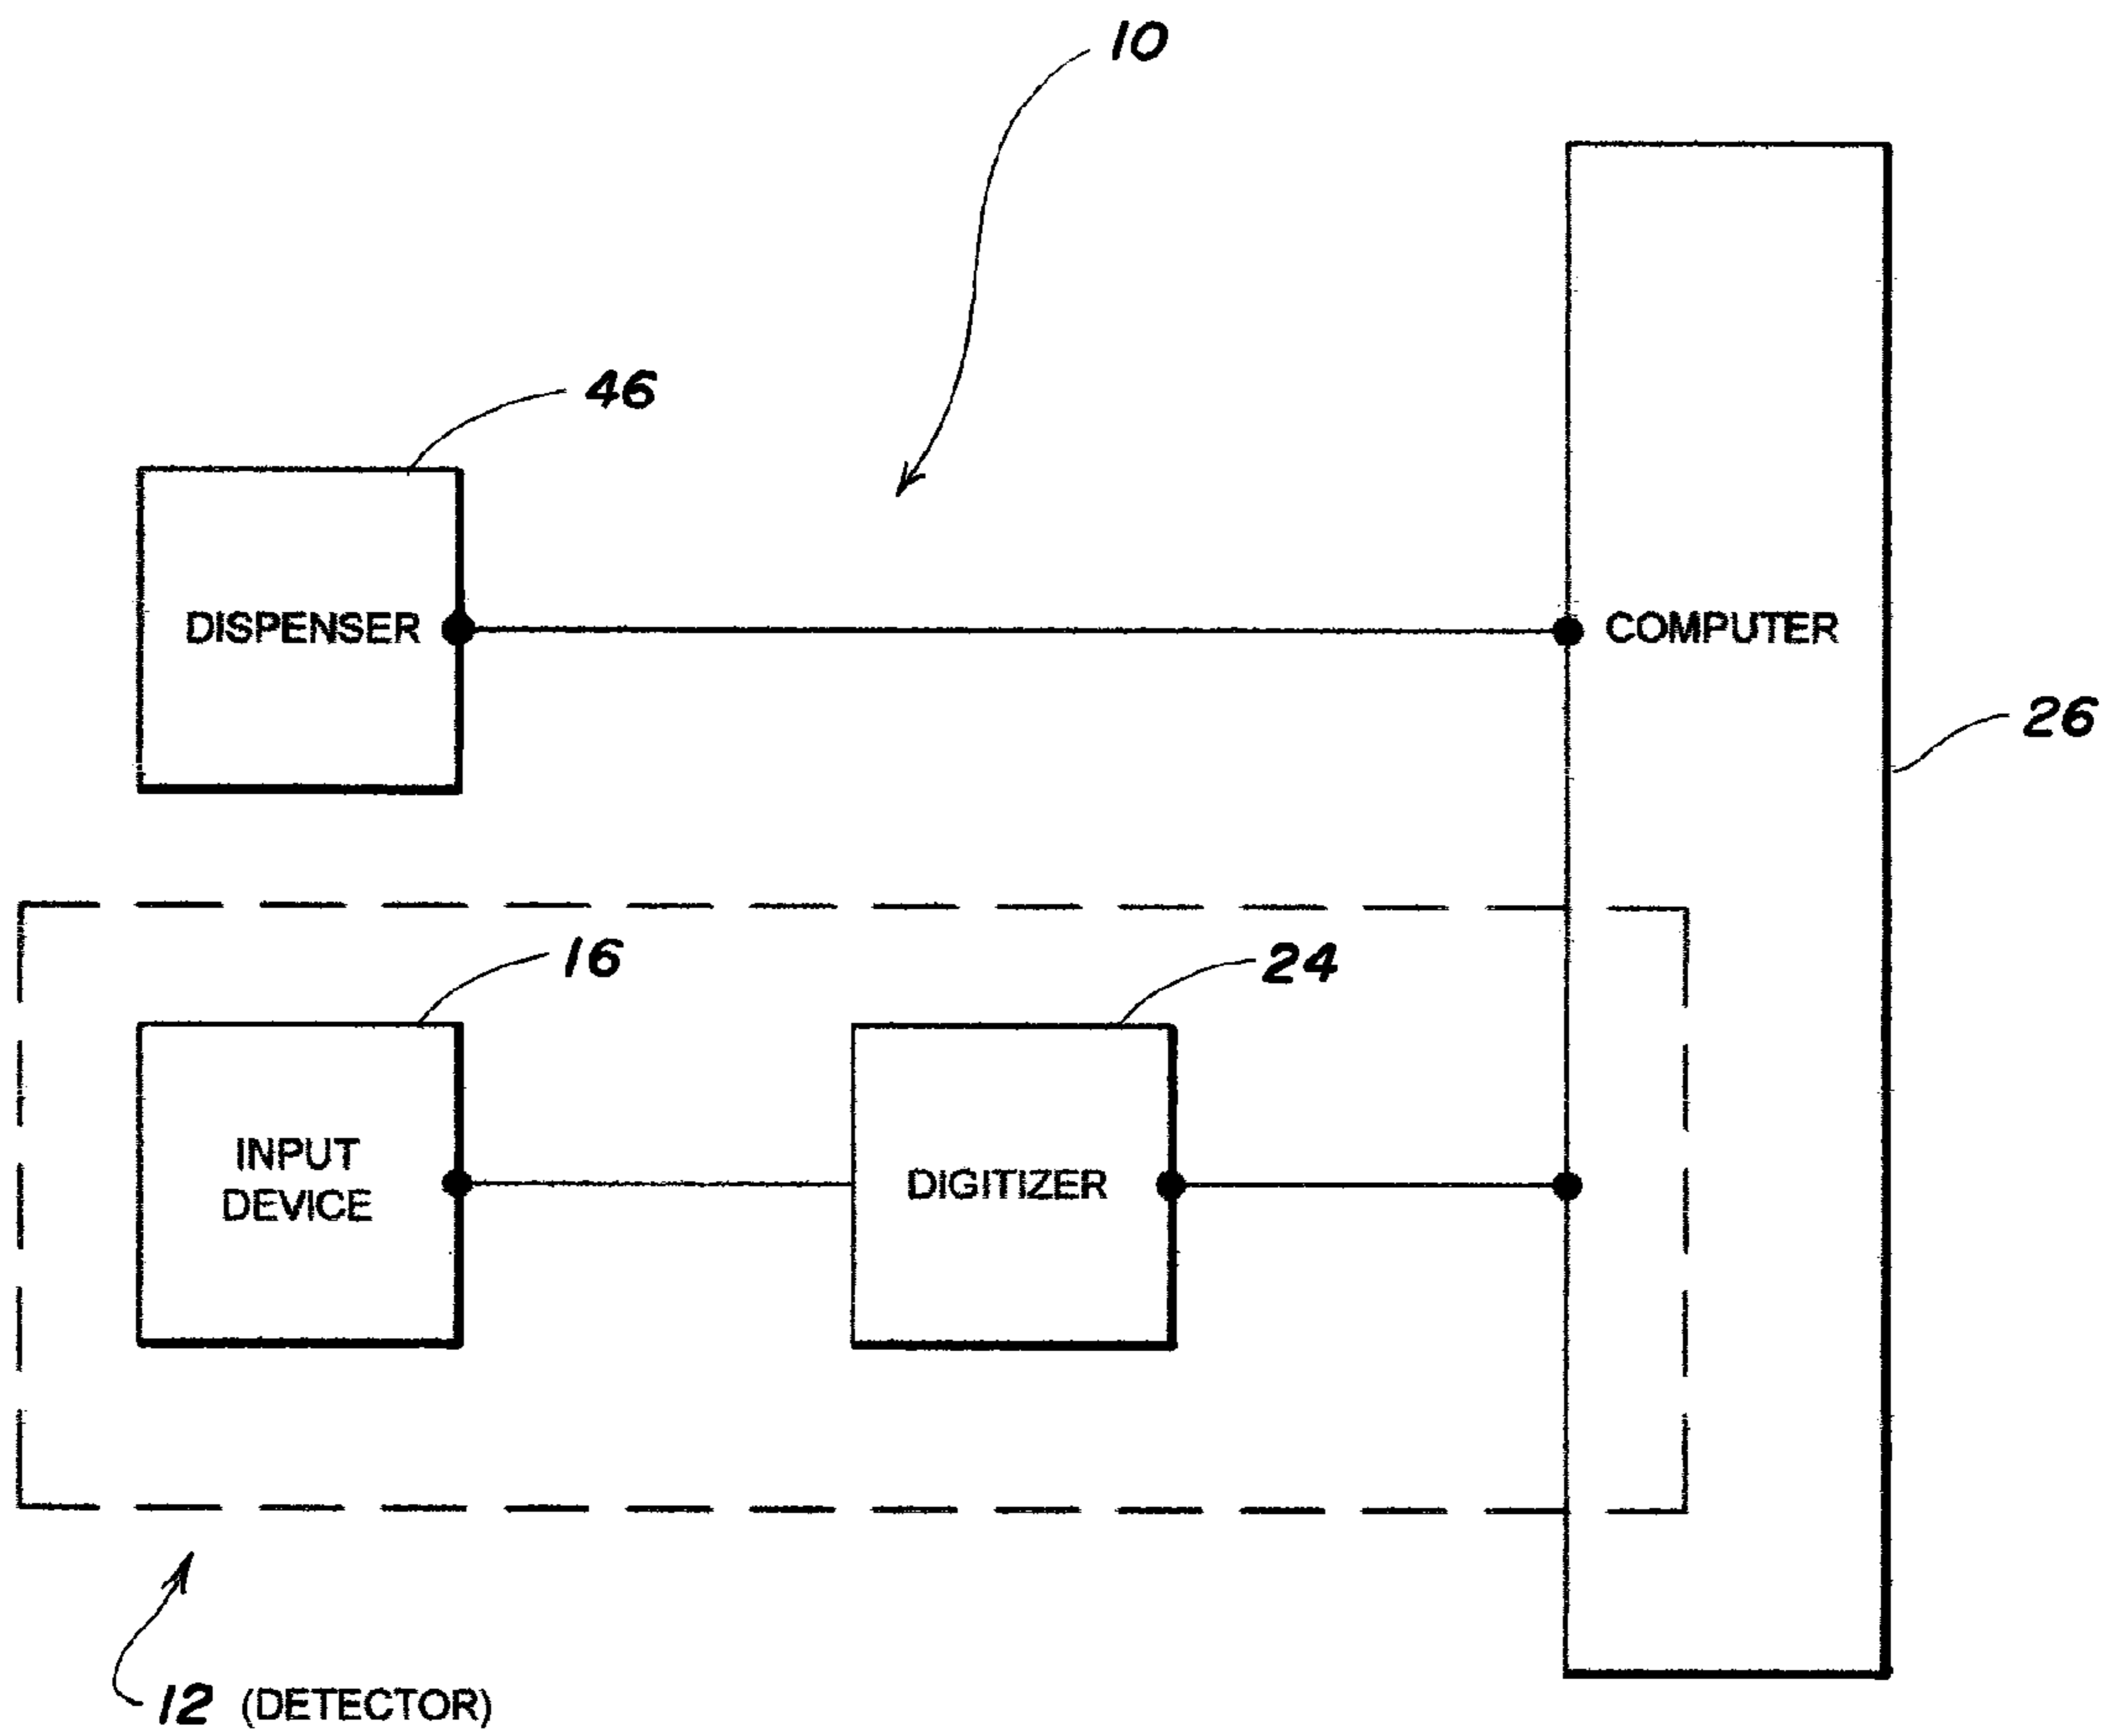 10
46
DISPENSER
COMPUTER
26
16
24
INPUT
DEVICE
DIGITIZER
12 (DETECTOR)